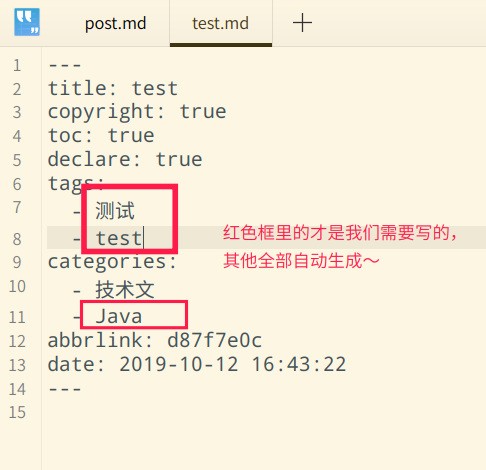 post.md test.md
1 ---
2 title: test
3 copyright: true
4 toc: true
5 declare: true
6 tags:
7 - 测试
8 - test 红色框里的才是我们需要写的，
9 categories: 其他全部自动生成～
10 - 技术文
11 - Java
12 abbrlink: d87f7e0c
13 date: 2019-10-12 16:43:22
14 ---
15